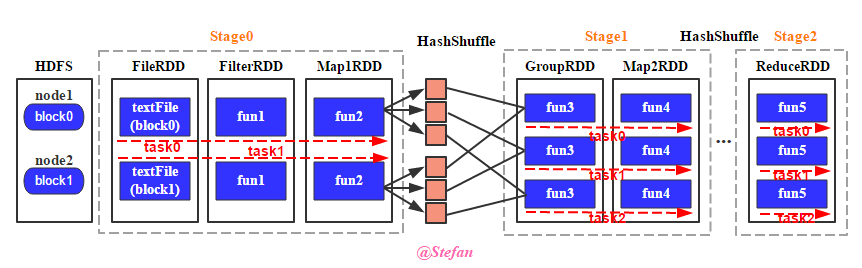 Stage0
HashShuffle
Stage1
HashShuffle
Stage2
HDFS
FileRDD
FilterRDD
Map1RDD
GroupRDD
Map2RDD
ReduceRDD
node1
block0
node2
block1
textFile
(block0)
fun1
fun2
task0
task1
textFile
(block1)
fun1
fun2
fun3
fun4
task0
fun3
fun4
task1
fun3
fun4
task2
...
fun5
task0
fun5
task1
fun5
task2
@Stefan